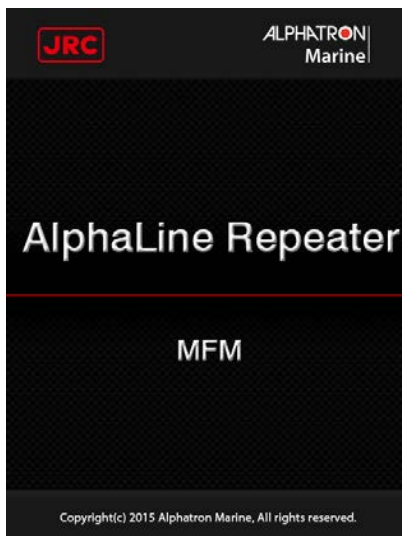 JRC
ALPHATRON
Marine
AlphaLine Repeater
MFM
Copyright(c) 2015 Alphatron Marine, All rights reserved.